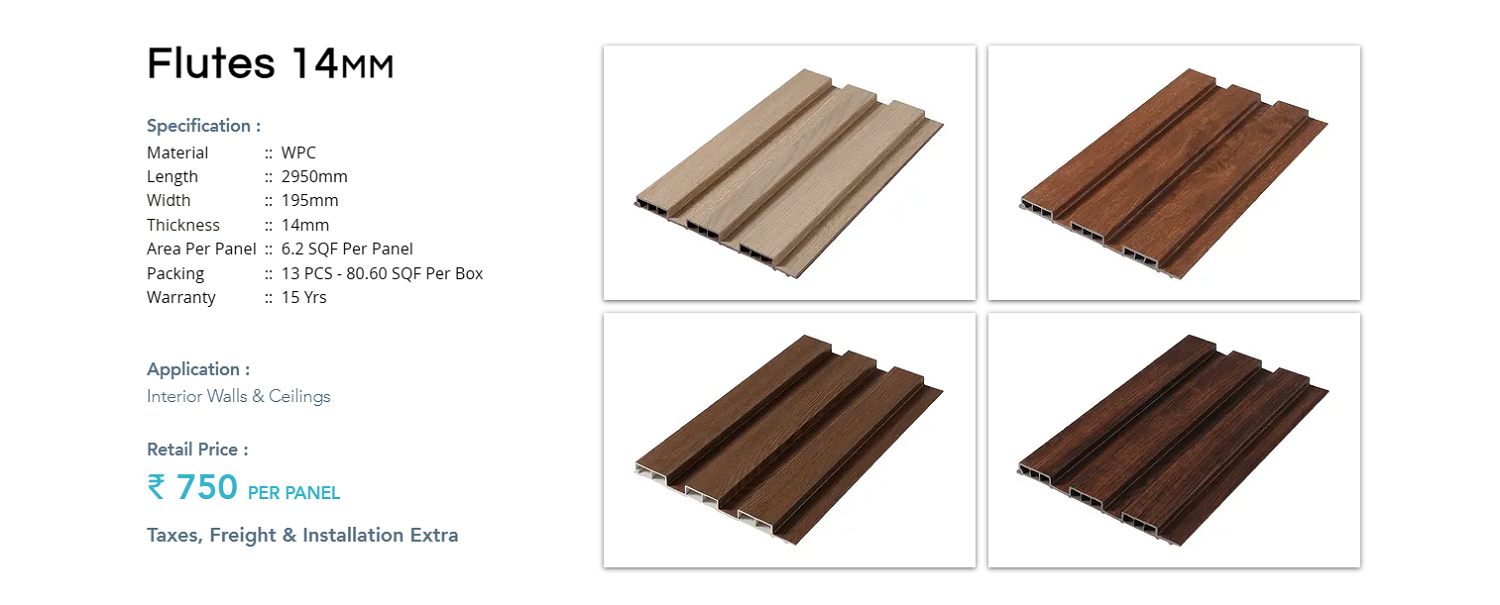 Flutes 14MM
Specification :
Material :: WPC
Length :: 2950mm
Width :: 195mm
Thickness :: 14mm
Area Per Panel :: 6.2 SQF Per Panel
Packing :: 13 PCS - 80.60 SQF Per Box
Warranty :: 15 Yrs
Application :
Interior Walls & Ceilings
Retail Price :
₹ 750 PER PANEL
Taxes, Freight & Installation Extra